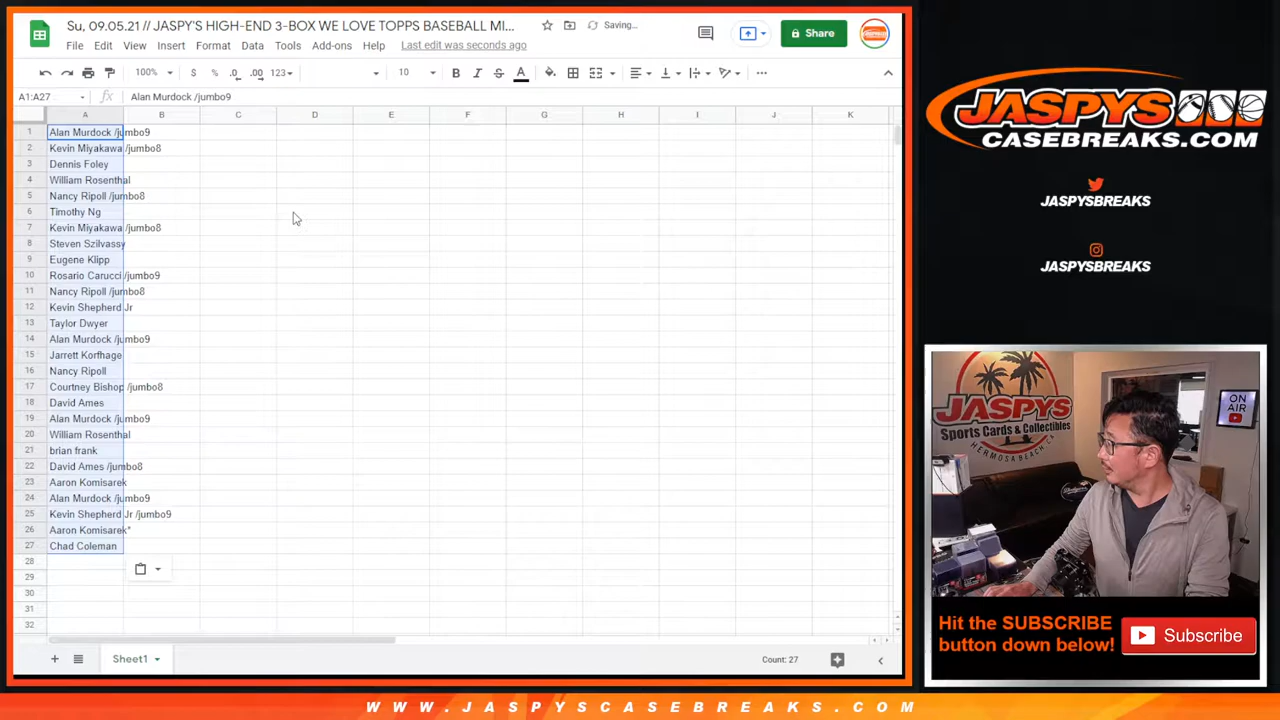 Su, 09.05.21 // JASPY'S HIGH-END 3-BOX WE LOVE TOPPS BASEBALL MI...
Saving...
File Edit View Insert Format Data Tools Add-ons Help Last edit was seconds ago
Share
100% $ % .0 .00 123 10 B I S A
A1:A27 fx Alan Murdock /jumbo9
A B C D E F G H I J K
1 Alan Murdock /jumbo9
2 Kevin Miyakawa /jumbo8
3 Dennis Foley
4 William Rosenthal
5 Nancy Ripoll /jumbo8
6 Timothy Ng
7 Kevin Miyakawa /jumbo8
8 Steven Szilvassy
9 Eugene Klipp
10 Rosario Carucci /jumbo9
11 Nancy Ripoll /jumbo8
12 Kevin Shepherd Jr
13 Taylor Dwyer
14 Alan Murdock /jumbo9
15 Jarrett Korfhage
16 Nancy Ripoll
17 Courtney Bishop /jumbo8
18 David Ames
19 Alan Murdock /jumbo9
20 William Rosenthal
21 brian frank
22 David Ames /jumbo8
23 Aaron Komisarek
24 Alan Murdock /jumbo9
25 Kevin Shepherd Jr /jumbo9
26 Aaron Komisarek*
27 Chad Coleman
28
29
30
31
32
Sheet1
Count: 27
JASPYS
CASEBREAKS.COM
JASPYSBREAKS
JASPYSBREAKS
JASPYS
Sports Cards & Collectibles
HERMOSA BEACH, CA
ON AIR
Dodgers
Hit the SUBSCRIBE
button down below!
Subscribe
WWW.JASPYSCASEBREAKS.COM